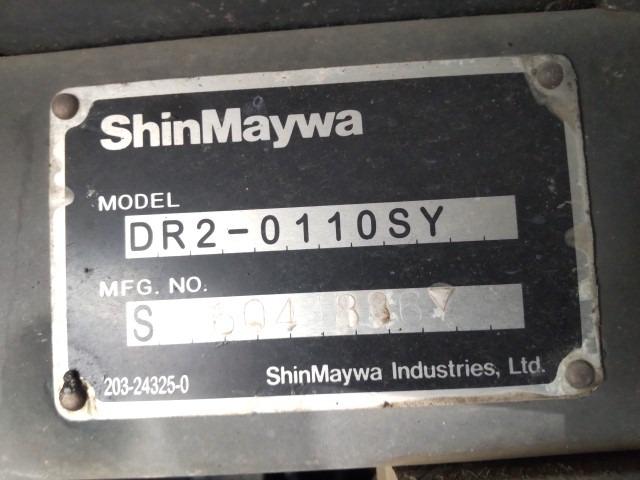 ShinMaywa
MODEL
DR2-0110SY
MFG. NO.
S
203-24325-0
ShinMaywa Industries, Ltd.